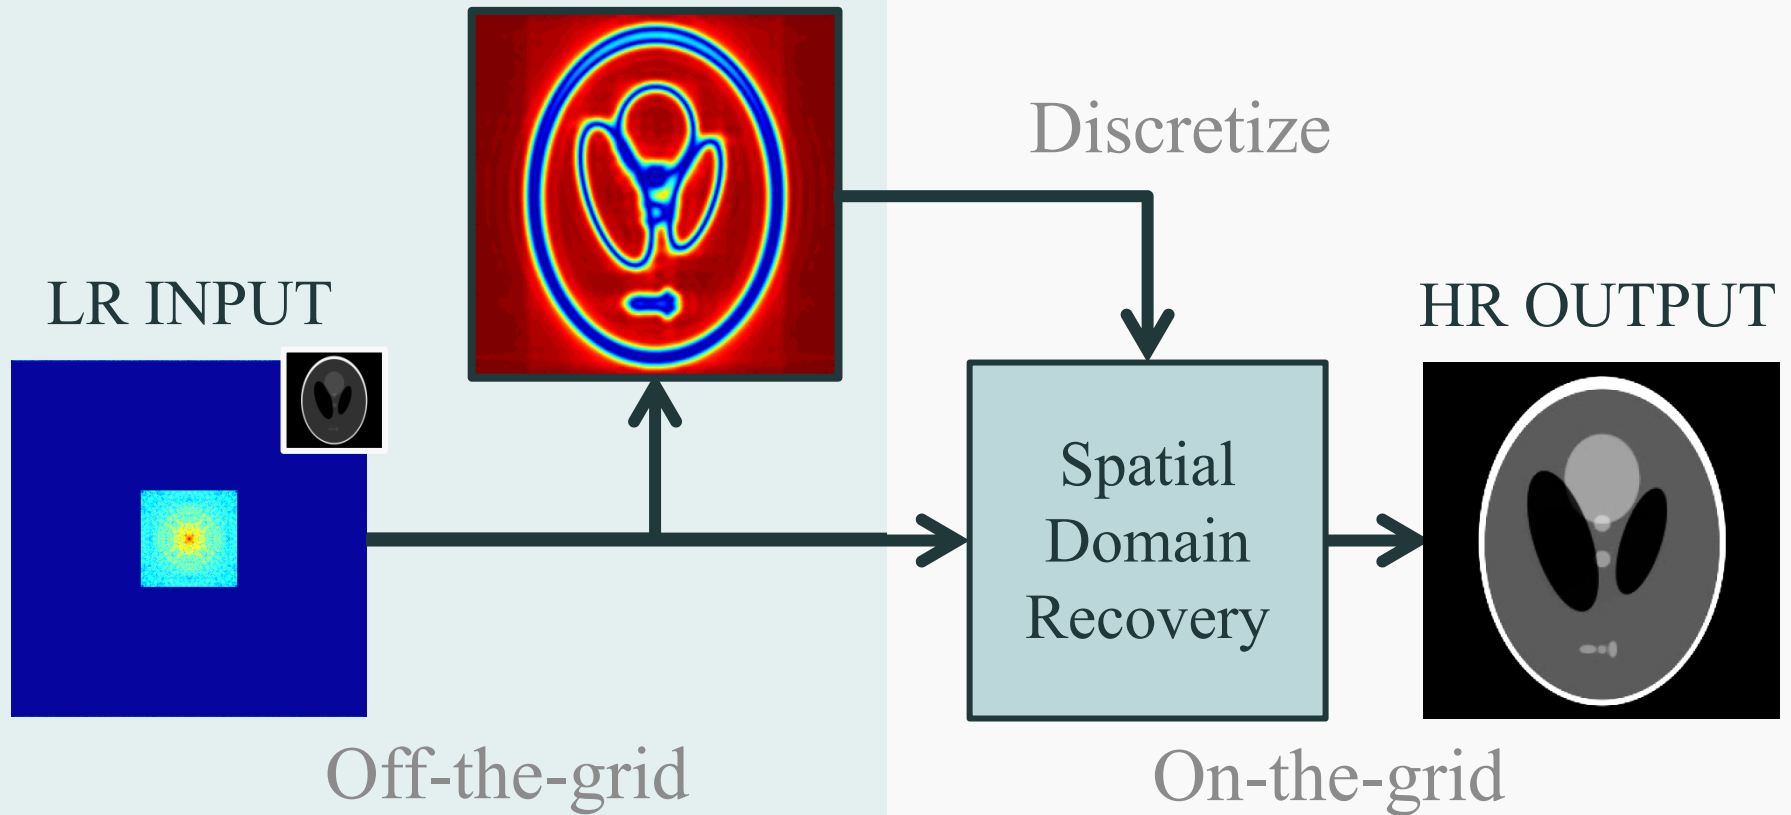 Discretize
LR INPUT
HR OUTPUT
Spatial
Domain
Recovery
Off-the-grid
On-the-grid